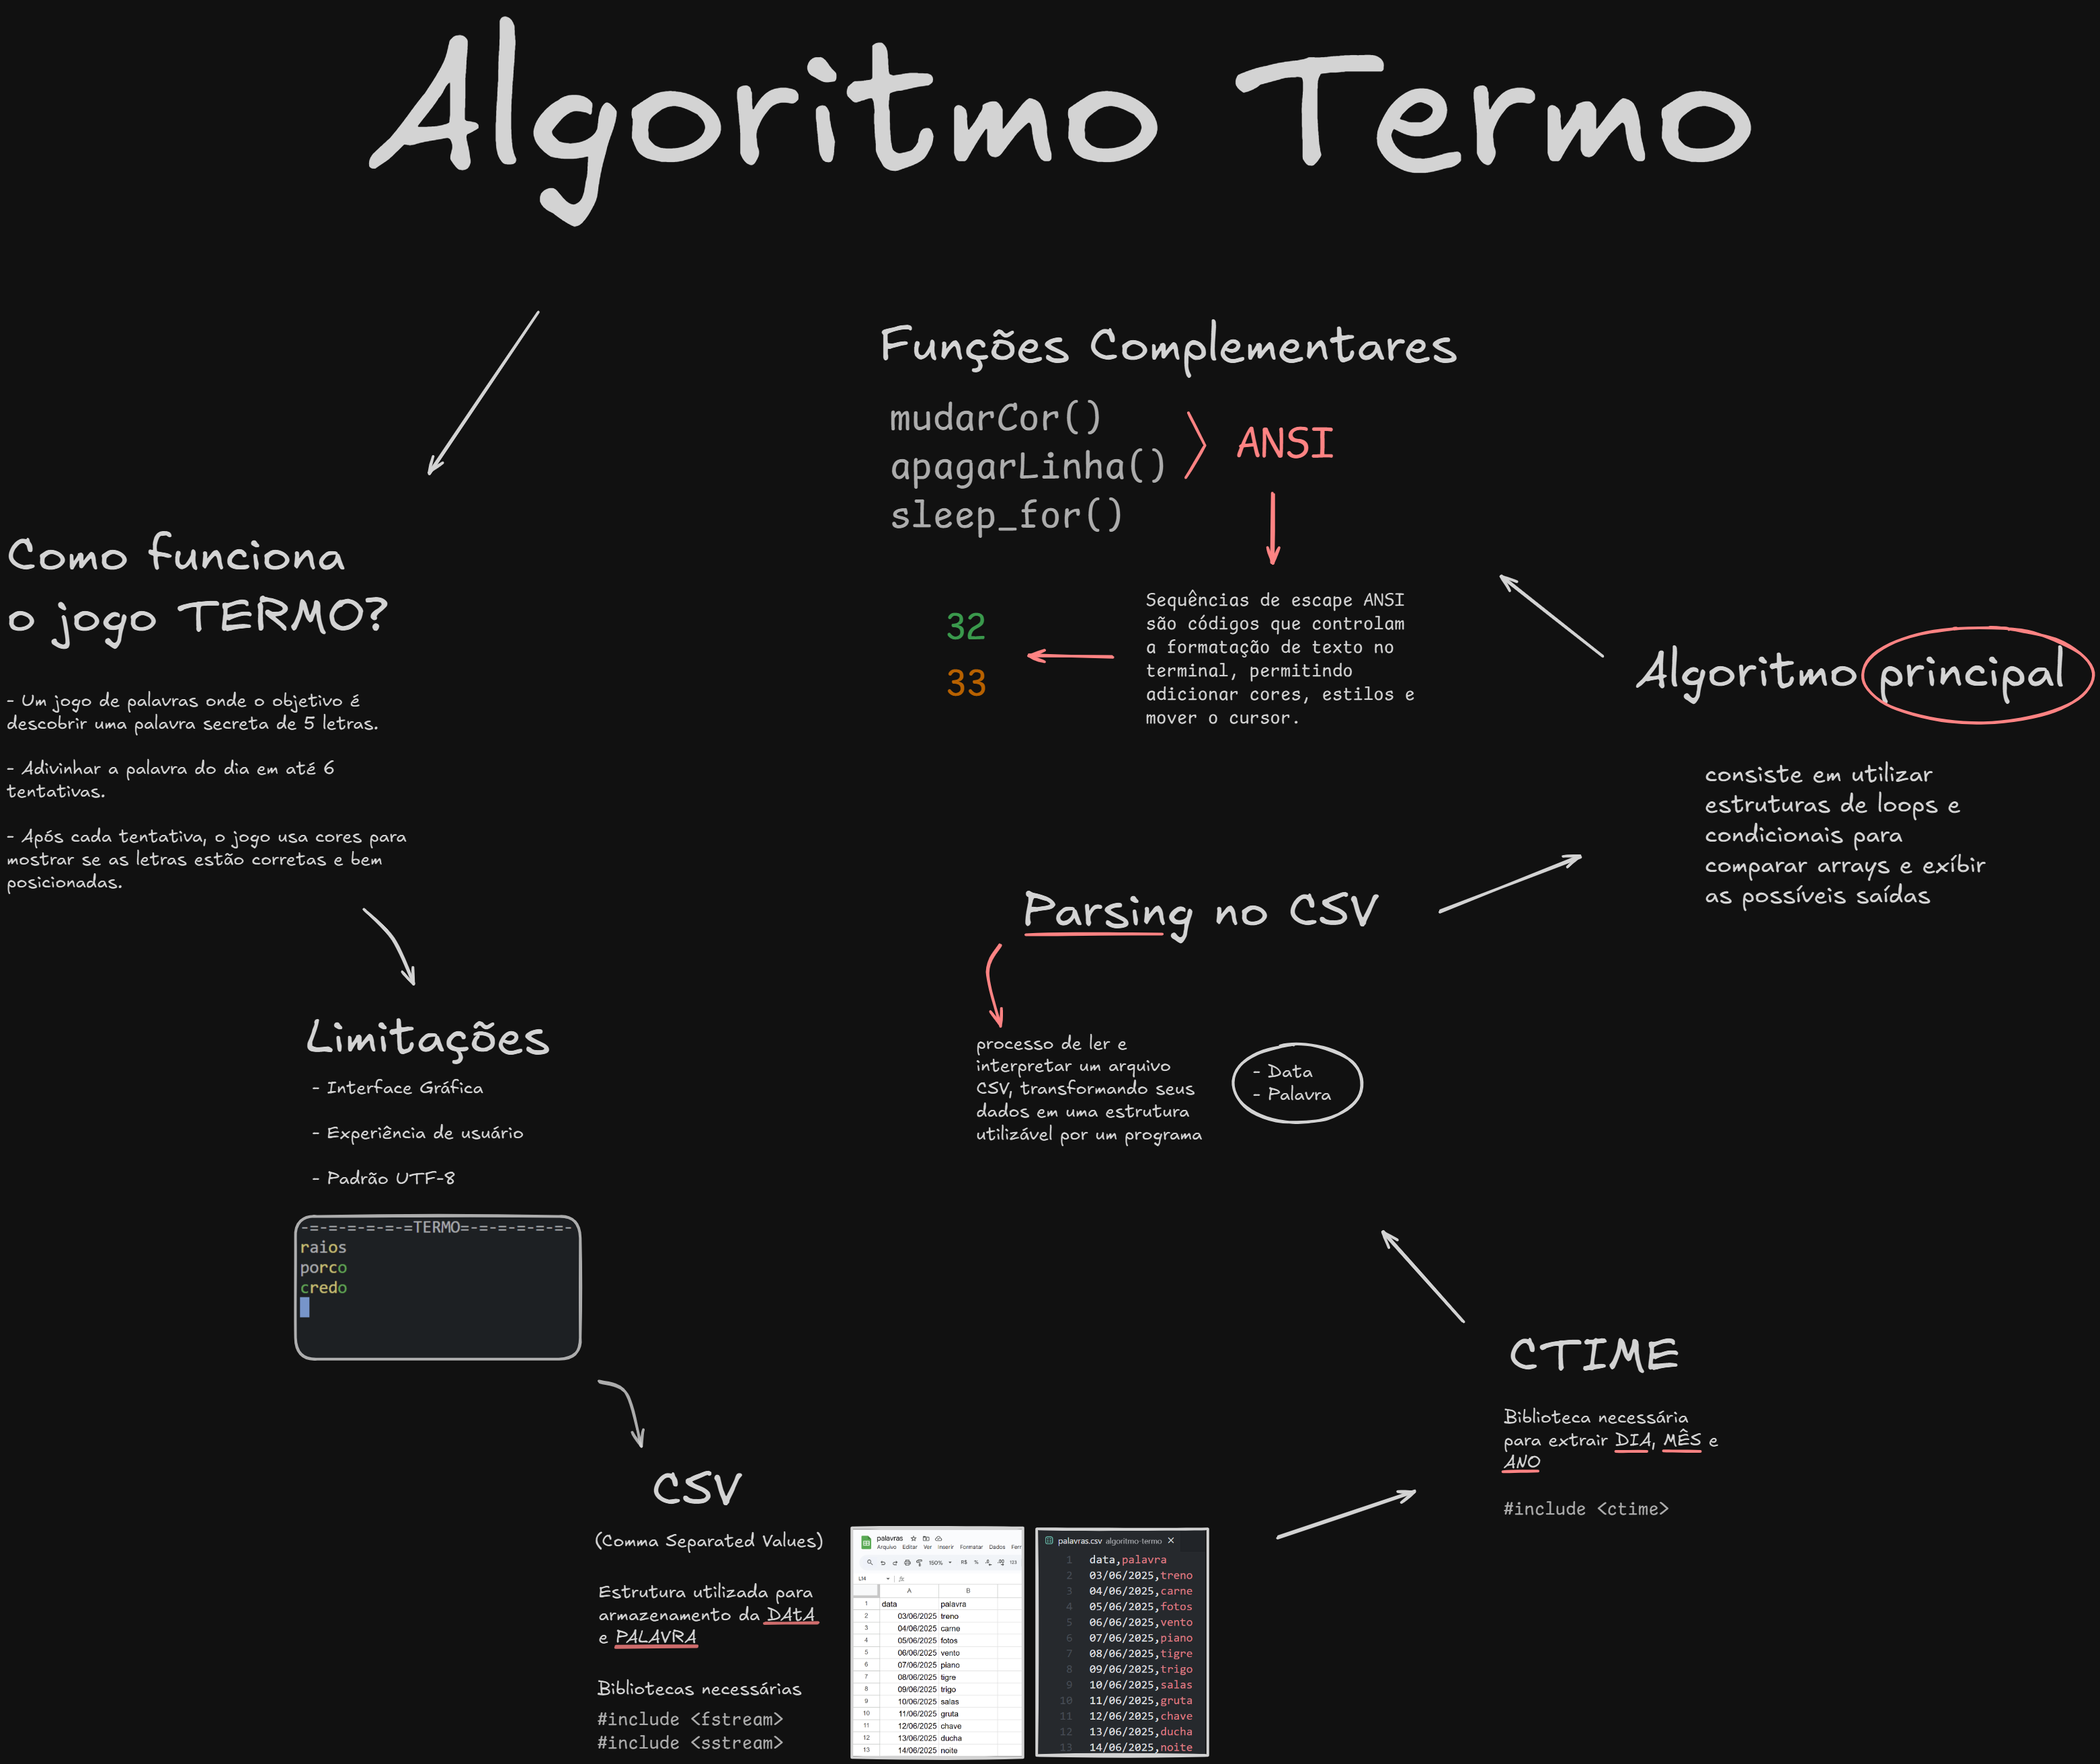 Algoritmo Termo
Como funciona
o jogo TERMO?
- Um jogo de palavras onde o objetivo é
descobrir uma palavra secreta de 5 letras.
- Adivinhar a palavra do dia em até 6
tentativas.
- Após cada tentativa, o jogo usa cores para
mostrar se as letras estão corretas e bem
posicionadas.
Limitações
- Interface Gráfica
- Experiência de usuário
- Padrão UTF-8
-=-=-=-=-=-=TERMO=-=-=-=-=-=-
raios
porco
credo
CSV
(Comma Separated Values)
Estrutura utilizada para
armazenamento da DAtA
e PALAVRA
Bibliotecas necessárias
#include <fstream>
#include <sstream>
palavras
Arquivo Editar Ver Inserir Formatar Dados Ferr
150% R$ % .0 .00 123
L14 fx
A B
1 data palavra
2 03/06/2025 treno
3 04/06/2025 carne
4 05/06/2025 fotos
5 06/06/2025 vento
6 07/06/2025 piano
7 08/06/2025 tigre
8 09/06/2025 trigo
9 10/06/2025 salas
10 11/06/2025 gruta
11 12/06/2025 chave
12 13/06/2025 ducha
13 14/06/2025 noite
palavras.csv algoritmo-termo ×
1 data,palavra
2 03/06/2025,treno
3 04/06/2025,carne
4 05/06/2025,fotos
5 06/06/2025,vento
6 07/06/2025,piano
7 08/06/2025,tigre
8 09/06/2025,trigo
9 10/06/2025,salas
10 11/06/2025,gruta
11 12/06/2025,chave
12 13/06/2025,ducha
13 14/06/2025,noite
CTIME
Biblioteca necessária
para extrair DIA, MÊS e
ANO
#include <ctime>
Parsing no CSV
processo de ler e
interpretar um arquivo
CSV, transformando seus
dados em uma estrutura
utilizável por um programa
- Data
- Palavra
Algoritmo principal
consiste em utilizar
estruturas de loops e
condicionais para
comparar arrays e exíbir
as possíveis saídas
Funções Complementares
mudarCor()
apagarLinha()
sleep_for()
ANSI
Sequências de escape ANSI
são códigos que controlam
a formatação de texto no
terminal, permitindo
adicionar cores, estilos e
mover o cursor.
32
33